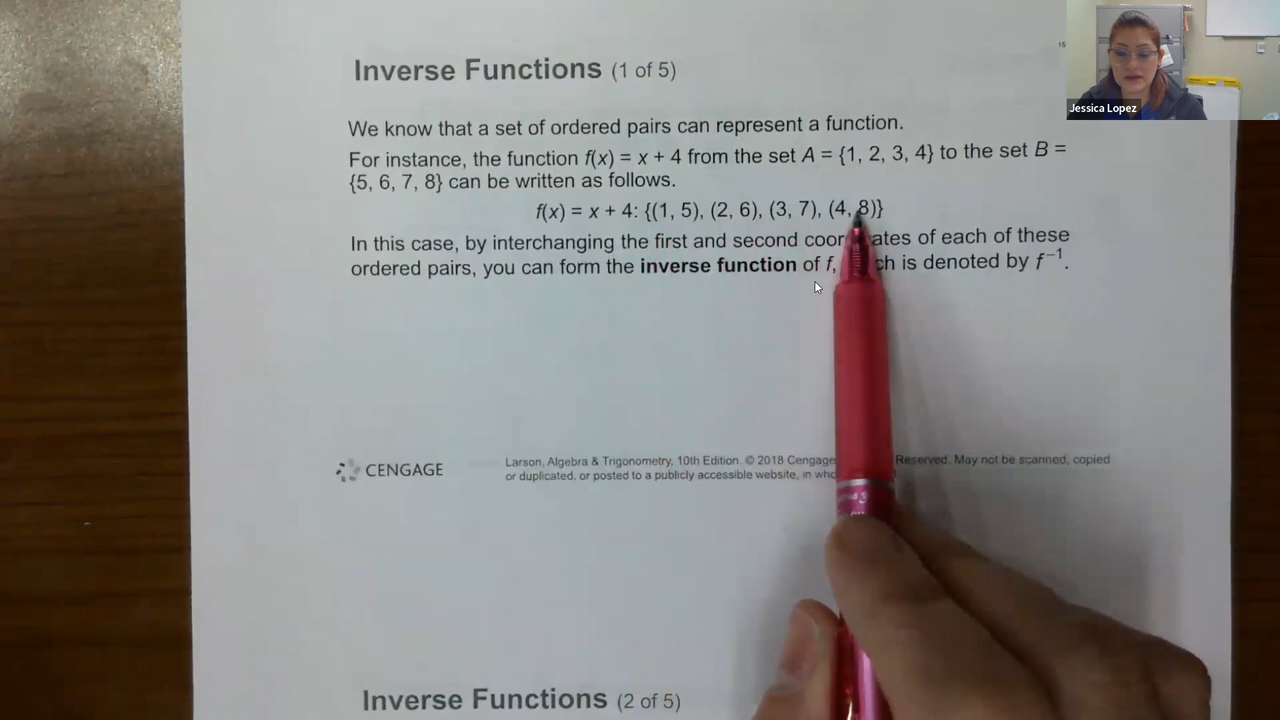 Inverse Functions (1 of 5)
Jessica Lopez
We know that a set of ordered pairs can represent a function.
For instance, the function f(x) = x + 4 from the set A = {1, 2, 3, 4} to the set B =
{5, 6, 7, 8} can be written as follows.
f(x) = x + 4: {(1, 5), (2, 6), (3, 7), (4, 8)}
In this case, by interchanging the first and second coor ates of each of these
ordered pairs, you can form the inverse function of f, ch is denoted by f⁻¹.
CENGAGE
Larson, Algebra & Trigonometry, 10th Edition. © 2018 Cengage Reserved. May not be scanned, copied
or duplicated, or posted to a publicly accessible website, in
Inverse Functions (2 of 5)